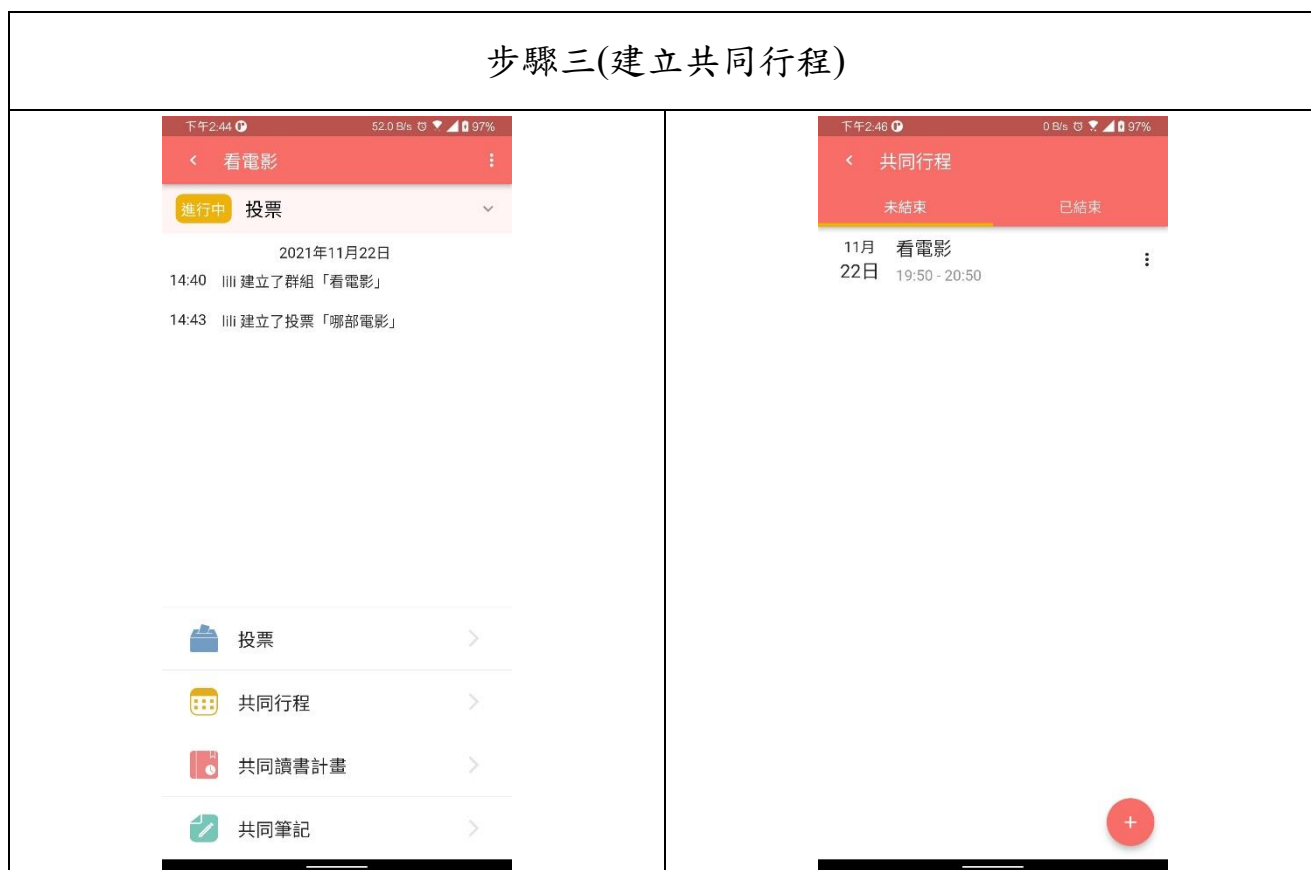 步驟三(建立共同行程)
下午2:44
52.0 B/s
97%
看電影
進行中 投票
2021年11月22日
14:40 lili 建立了群組「看電影」
14:43 lili 建立了投票「哪部電影」
投票
共同行程
共同讀書計畫
共同筆記
下午2:46
0 B/s
97%
共同行程
未結束 已結束
11月 看電影
22日 19:50 - 20:50